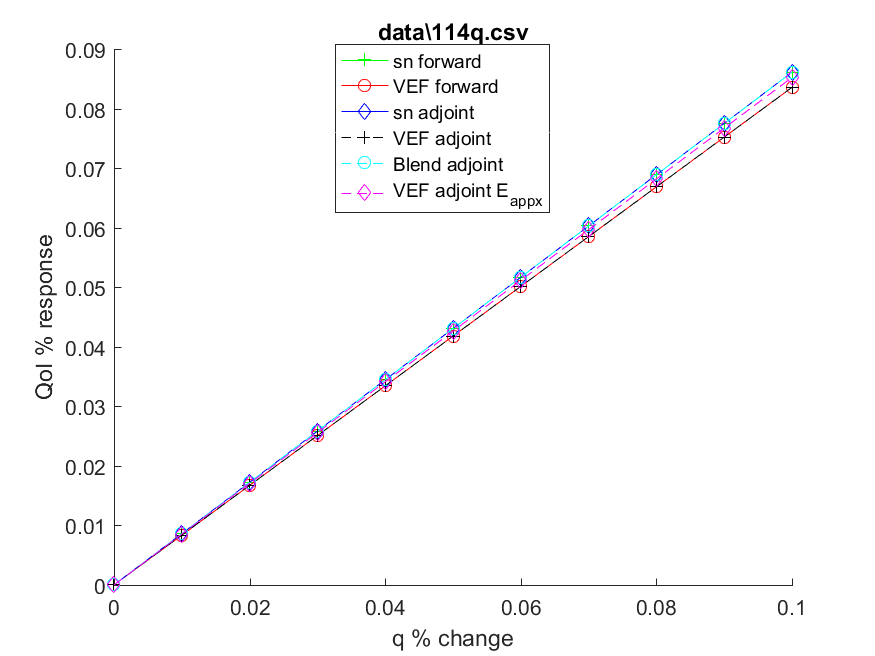 data\114q.csv
sn forward
VEF forward
sn adjoint
VEF adjoint
Blend adjoint
VEF adjoint E_appx
QoI % response
0.09
0.08
0.07
0.06
0.05
0.04
0.03
0.02
0.01
0
0 0.02 0.04 0.06 0.08 0.1
q % change